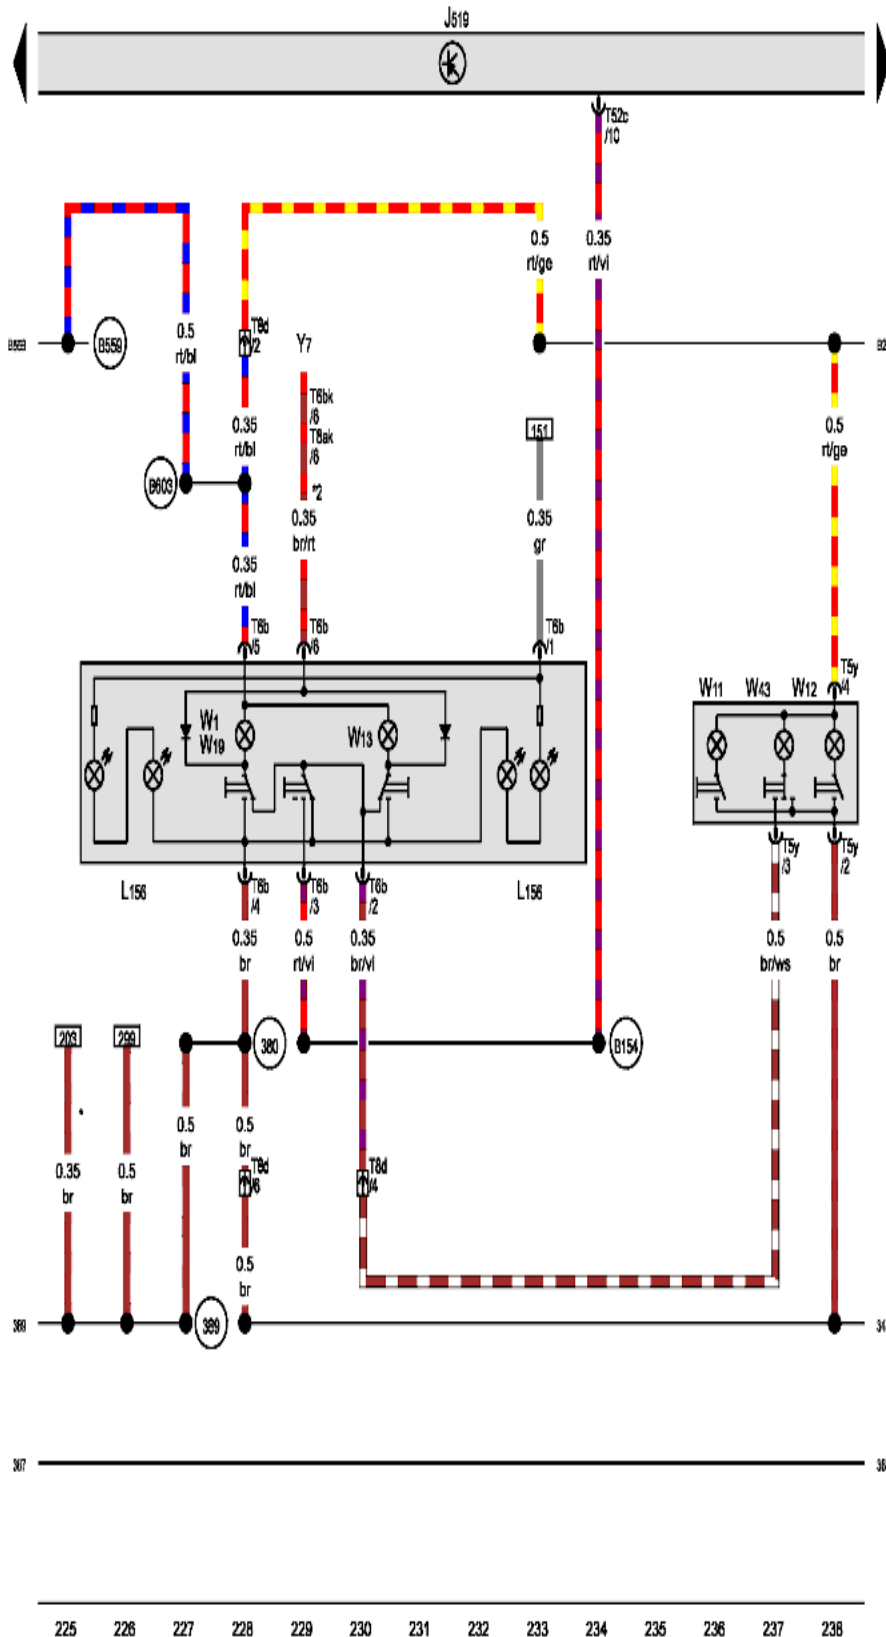 J519
T52c
/10
0.5
rt/ge
0.35
rt/vi
0.5
rt/bl
T8d
/2
Y7
B559
T6bk
/6
T8ak
/6
*2
0.35
rt/bl
151
0.5
rt/ge
B603
0.35
br/rt
0.35
gr
0.35
rt/bl
T6b
/5
T6b
/6
T6b
/1
T5y
/4
W11
W43
W12
W1
W19
W13
T5y
/3
T5y
/2
L156
T6b
/4
T6b
/3
T6b
/2
L156
0.35
br
0.5
rt/vi
0.35
br/vi
0.5
br/ws
0.5
br
203
299
380
B154
0.5
br
0.5
br
0.35
br
0.5
br
T8d
/6
T8d
/4
0.5
br
389
367
225 226 227 228 229 230 231 232 233 234 235 236 237 238